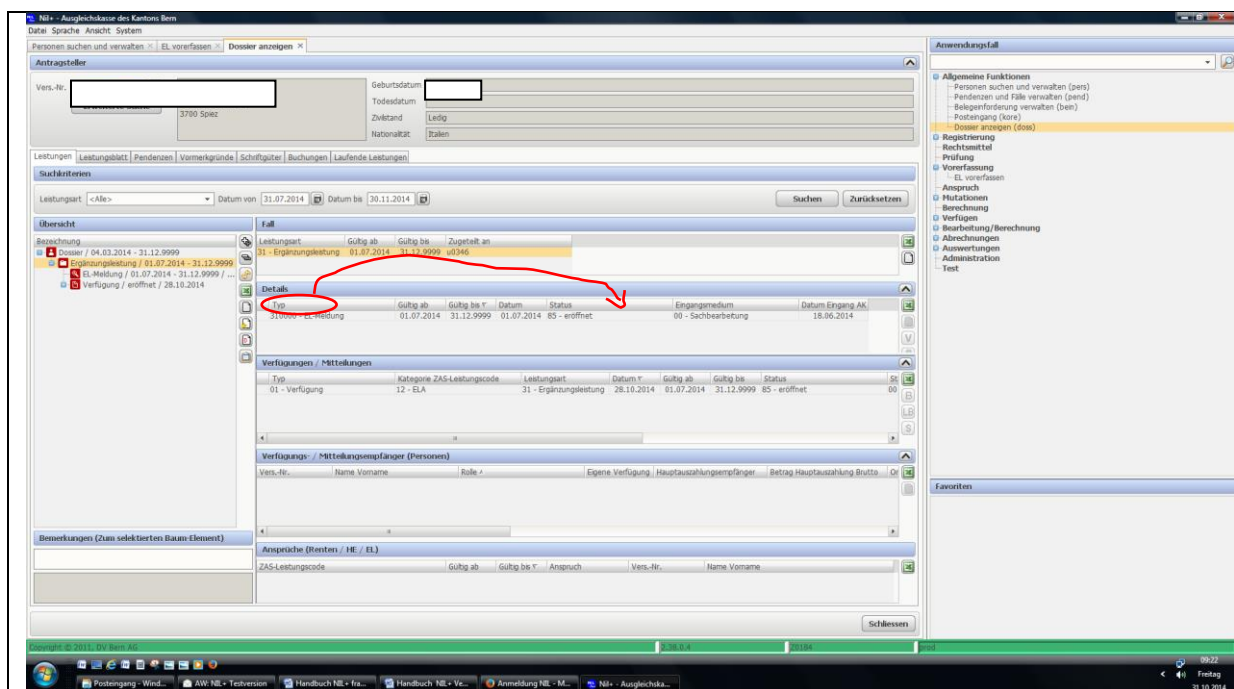 Nil+ - Ausgleichskasse des Kantons Bern
Datei Sprache Ansicht System
Personen suchen und verwalten EL vorerfassen Dossier anzeigen
Antragsteller
Vers.-Nr.
3700 Spiez
Geburtsdatum
Todesdatum
Zivilstand Ledig
Nationalität Italien
Leistungen Leistungsblatt Pendenzen Vormerkgründe Schriftgüter Buchungen Laufende Leistungen
Suchkriterien
Leistungsart <Alle> Datum von 31.07.2014 Datum bis 30.11.2014 Suchen Zurücksetzen
Übersicht
Bezeichnung
Dossier / 04.03.2014 - 31.12.9999
Ergänzungsleistung / 01.07.2014 - 31.12.9999
EL-Meldung / 01.07.2014 - 31.12.9999 / ...
Verfügung / eröffnet / 28.10.2014
Fall
Leistungsart Gültig ab Gültig bis Zugeteilt an
31 - Ergänzungsleistung 01.07.2014 31.12.9999 u0346
Details
Typ Gültig ab Gültig bis Datum Status Eingangsmedium Datum Eingang AK
310000 - EL-Meldung 01.07.2014 31.12.9999 01.07.2014 85 - eröffnet 00 - Sachbearbeitung 18.06.2014
V
Verfügungen / Mitteilungen
Typ Kategorie ZAS-Leistungscode Leistungsart Datum Gültig ab Gültig bis Status St
01 - Verfügung 12 - ELA 31 - Ergänzungsleistung 28.10.2014 01.07.2014 31.12.9999 85 - eröffnet 00
B
LB
S
Verfügungs- / Mitteilungsempfänger (Personen)
Vers.-Nr. Name Vorname Rolle Eigene Verfügung Hauptauszahlungsempfänger Betrag Hauptauszahlung Brutto Or
Bemerkungen (Zum selektierten Baum-Element)
Ansprüche (Renten / HE / EL)
ZAS-Leistungscode Gültig ab Gültig bis Anspruch Vers.-Nr. Name Vorname
Schliessen
Anwendungsfall
Allgemeine Funktionen
Personen suchen und verwalten (pers)
Pendenzen und Fälle verwalten (pend)
Belegeinforderung verwalten (bein)
Posteingang (kore)
Dossier anzeigen (doss)
Registrierung
Rechtsmittel
Prüfung
Vorerfassung
EL vorerfassen
Anspruch
Mutationen
Berechnung
Verfügen
Bearbeitung/Berechnung
Abrechnungen
Auswertungen
Administration
Test
Favoriten
Copyright © 2011, DV Bern AG 2.38.0.4 29184 prod
Posteingang - Wind... AW: NIL+ Testversion Handbuch NIL+ fra... Handbuch NIL+ Ve... Anmeldung NIL - M... Nil+ - Ausgleichska...
09:22
Freitag
31.10.2014